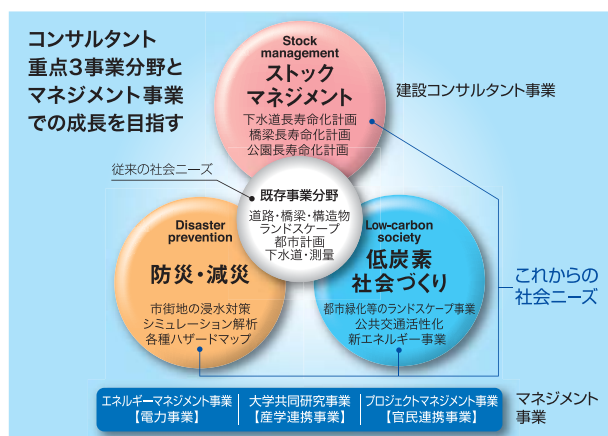 コンサルタント
重点3事業分野と
マネジメント事業
での成長を目指す
Stock
management
ストック
マネジメント
下水道長寿命化計画
橋梁長寿命化計画
公園長寿命化計画
建設コンサルタント事業
従来の社会ニーズ
既存事業分野
道路・橋梁・構造物
ランドスケープ
都市計画
下水道・測量
Disaster
prevention
防災・減災
市街地の浸水対策
シミュレーション解析
各種ハザードマップ
Low-carbon
society
低炭素
社会づくり
都市緑化等のランドスケープ事業
公共交通活性化
新エネルギー事業
これからの
社会ニーズ
エネルギーマネジメント事業
【電力事業】
大学共同研究事業
【産学連携事業】
プロジェクトマネジメント事業
【官民連携事業】
マネジメント
事業